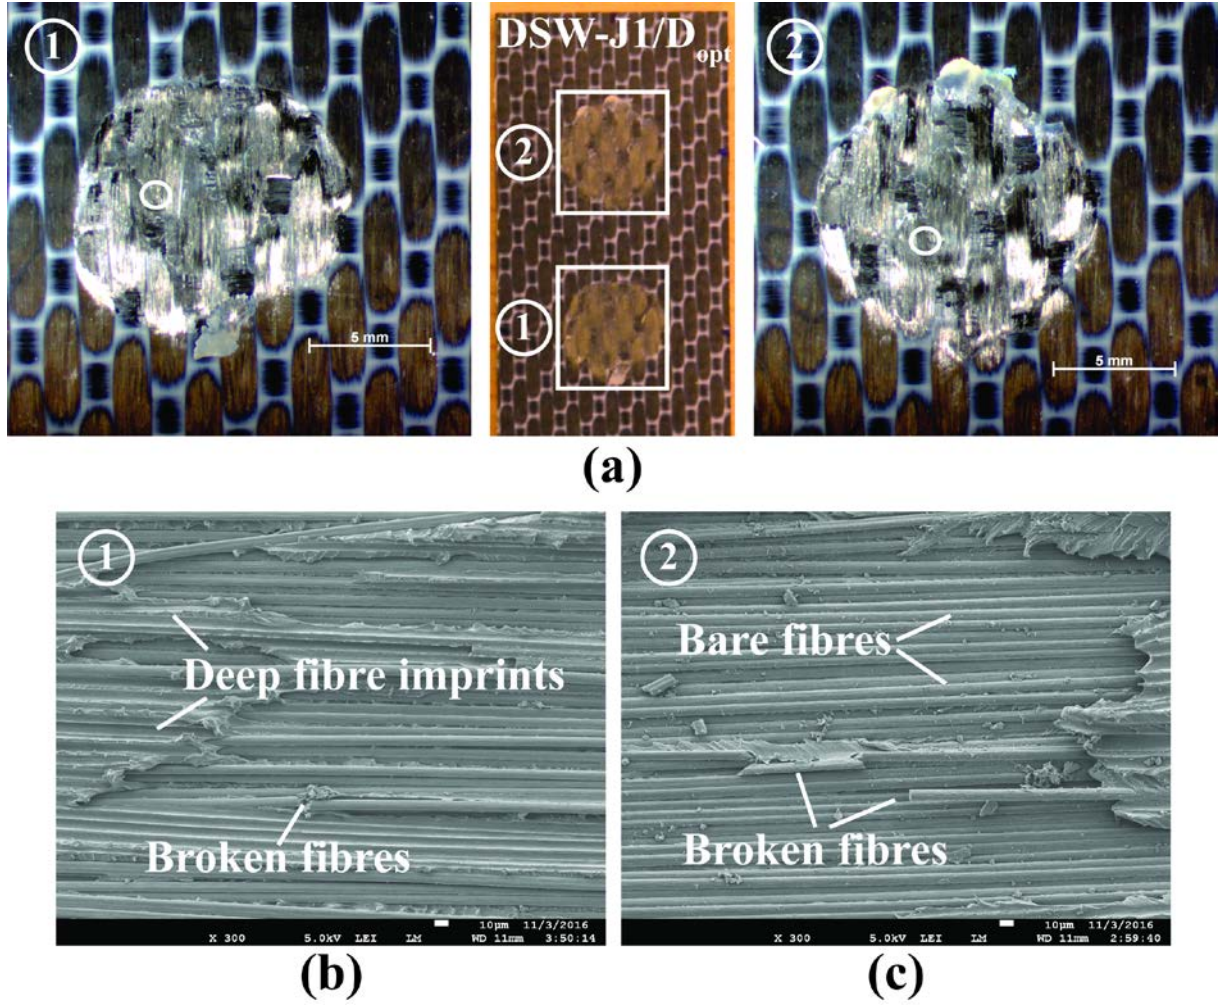 1
DSW-J1/Dopt
2
1
2
5 mm
5 mm
(a)
1
Deep fibre imprints
Broken fibres
10μm 11/3/2016
X 300 5.0kV LEI LM WD 11mm 3:50:14
(b)
2
Bare fibres
Broken fibres
10μm 11/3/2016
X 300 5.0kV LEI LM WD 11mm 2:59:40
(c)